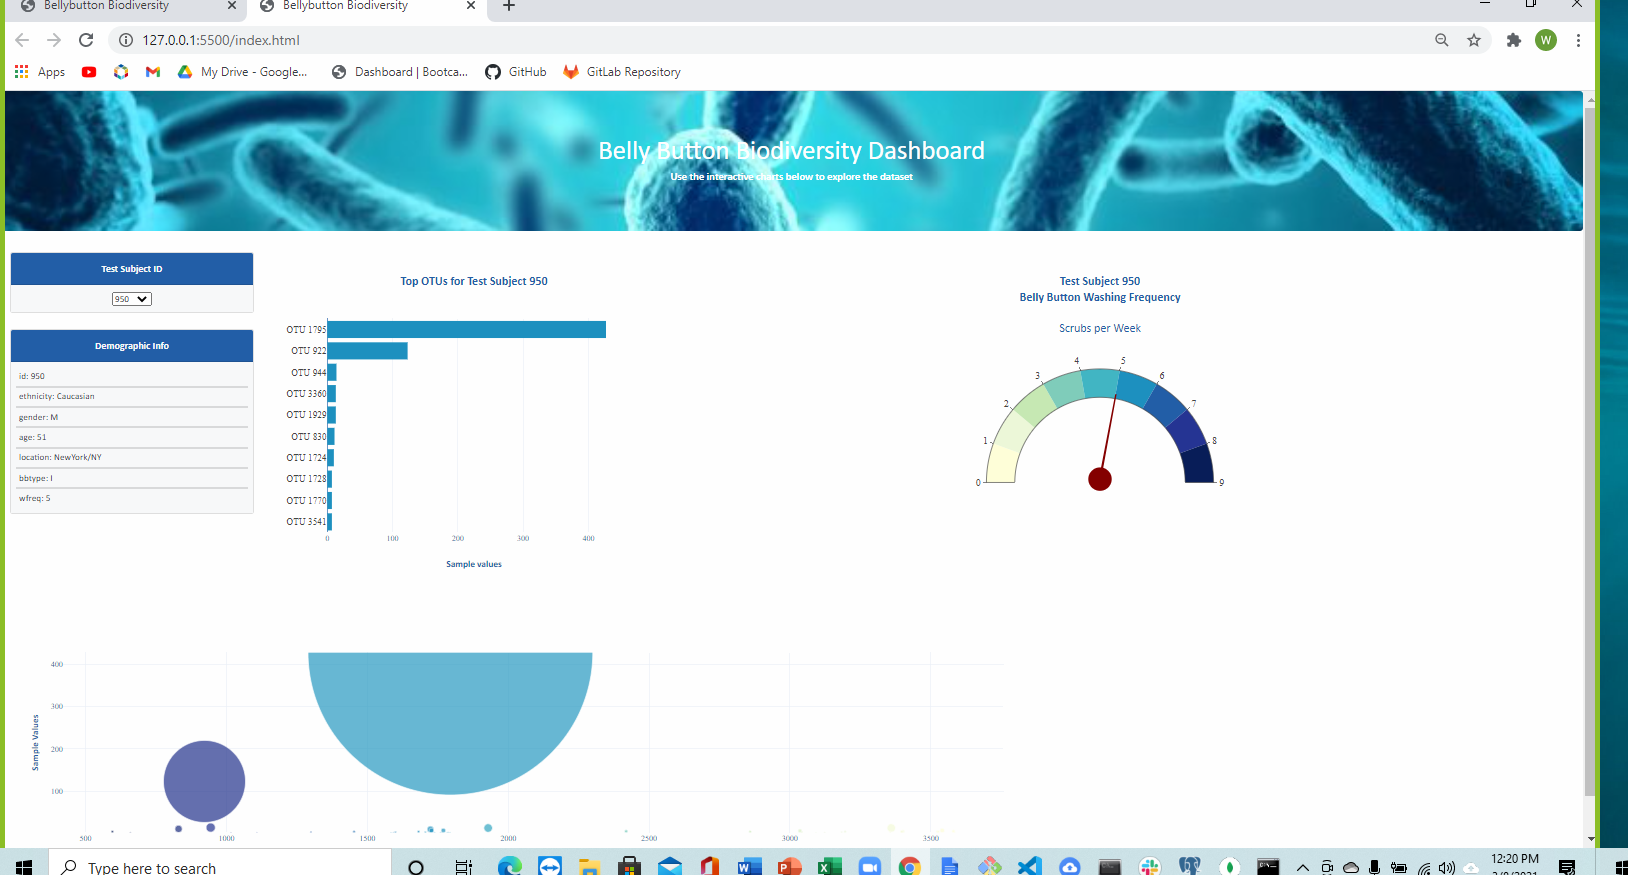 Bellybutton Biodiversity
Bellybutton Biodiversity
127.0.0.1:5500/index.html
W
Apps
My Drive - Google...
Dashboard | Bootca...
GitHub
GitLab Repository
Belly Button Biodiversity Dashboard
Use the interactive charts below to explore the dataset
Test Subject ID
950
Demographic Info
id: 950
ethnicity: Caucasian
gender: M
age: 51
location: NewYork/NY
bbtype: I
wfreq: 5
Top OTUs for Test Subject 950
OTU 1795
OTU 922
OTU 944
OTU 3360
OTU 1929
OTU 830
OTU 1724
OTU 1728
OTU 1770
OTU 3541
0 100 200 300 400
Sample values
Test Subject 950
Belly Button Washing Frequency
Scrubs per Week
0 1 2 3 4 5 6 7 8 9
Sample Values
400
300
200
100
500 1000 1500 2000 2500 3000 3500
Type here to search
12:20 PM